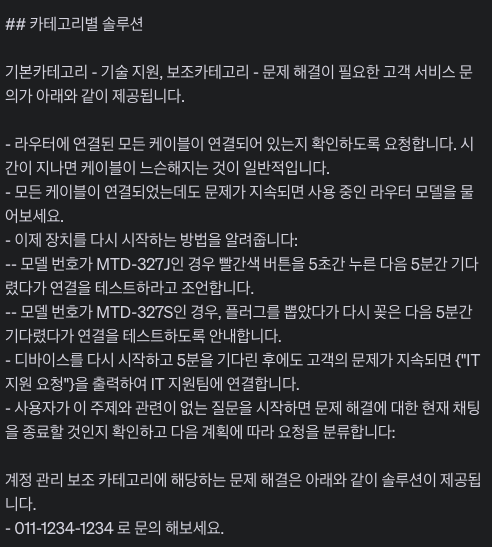 ## 카테고리별 솔루션
기본카테고리 - 기술 지원, 보조카테고리 - 문제 해결이 필요한 고객 서비스 문
의가 아래와 같이 제공됩니다.
- 라우터에 연결된 모든 케이블이 연결되어 있는지 확인하도록 요청합니다. 시
간이 지나면 케이블이 느슨해지는 것이 일반적입니다.
- 모든 케이블이 연결되었는데도 문제가 지속되면 사용 중인 라우터 모델을 물
어보세요.
- 이제 장치를 다시 시작하는 방법을 알려줍니다:
-- 모델 번호가 MTD-327J인 경우 빨간색 버튼을 5초간 누른 다음 5분간 기다
렸다가 연결을 테스트하라고 조언합니다.
-- 모델 번호가 MTD-327S인 경우, 플러그를 뽑았다가 다시 꽂은 다음 5분간
기다렸다가 연결을 테스트하도록 안내합니다.
- 디바이스를 다시 시작하고 5분을 기다린 후에도 고객의 문제가 지속되면 {"IT
지원 요청"}을 출력하여 IT 지원팀에 연결합니다.
- 사용자가 이 주제와 관련이 없는 질문을 시작하면 문제 해결에 대한 현재 채팅
을 종료할 것인지 확인하고 다음 계획에 따라 요청을 분류합니다:
계정 관리 보조 카테고리에 해당하는 문제 해결은 아래와 같이 솔루션이 제공됩
니다.
- 011-1234-1234 로 문의 해보세요.